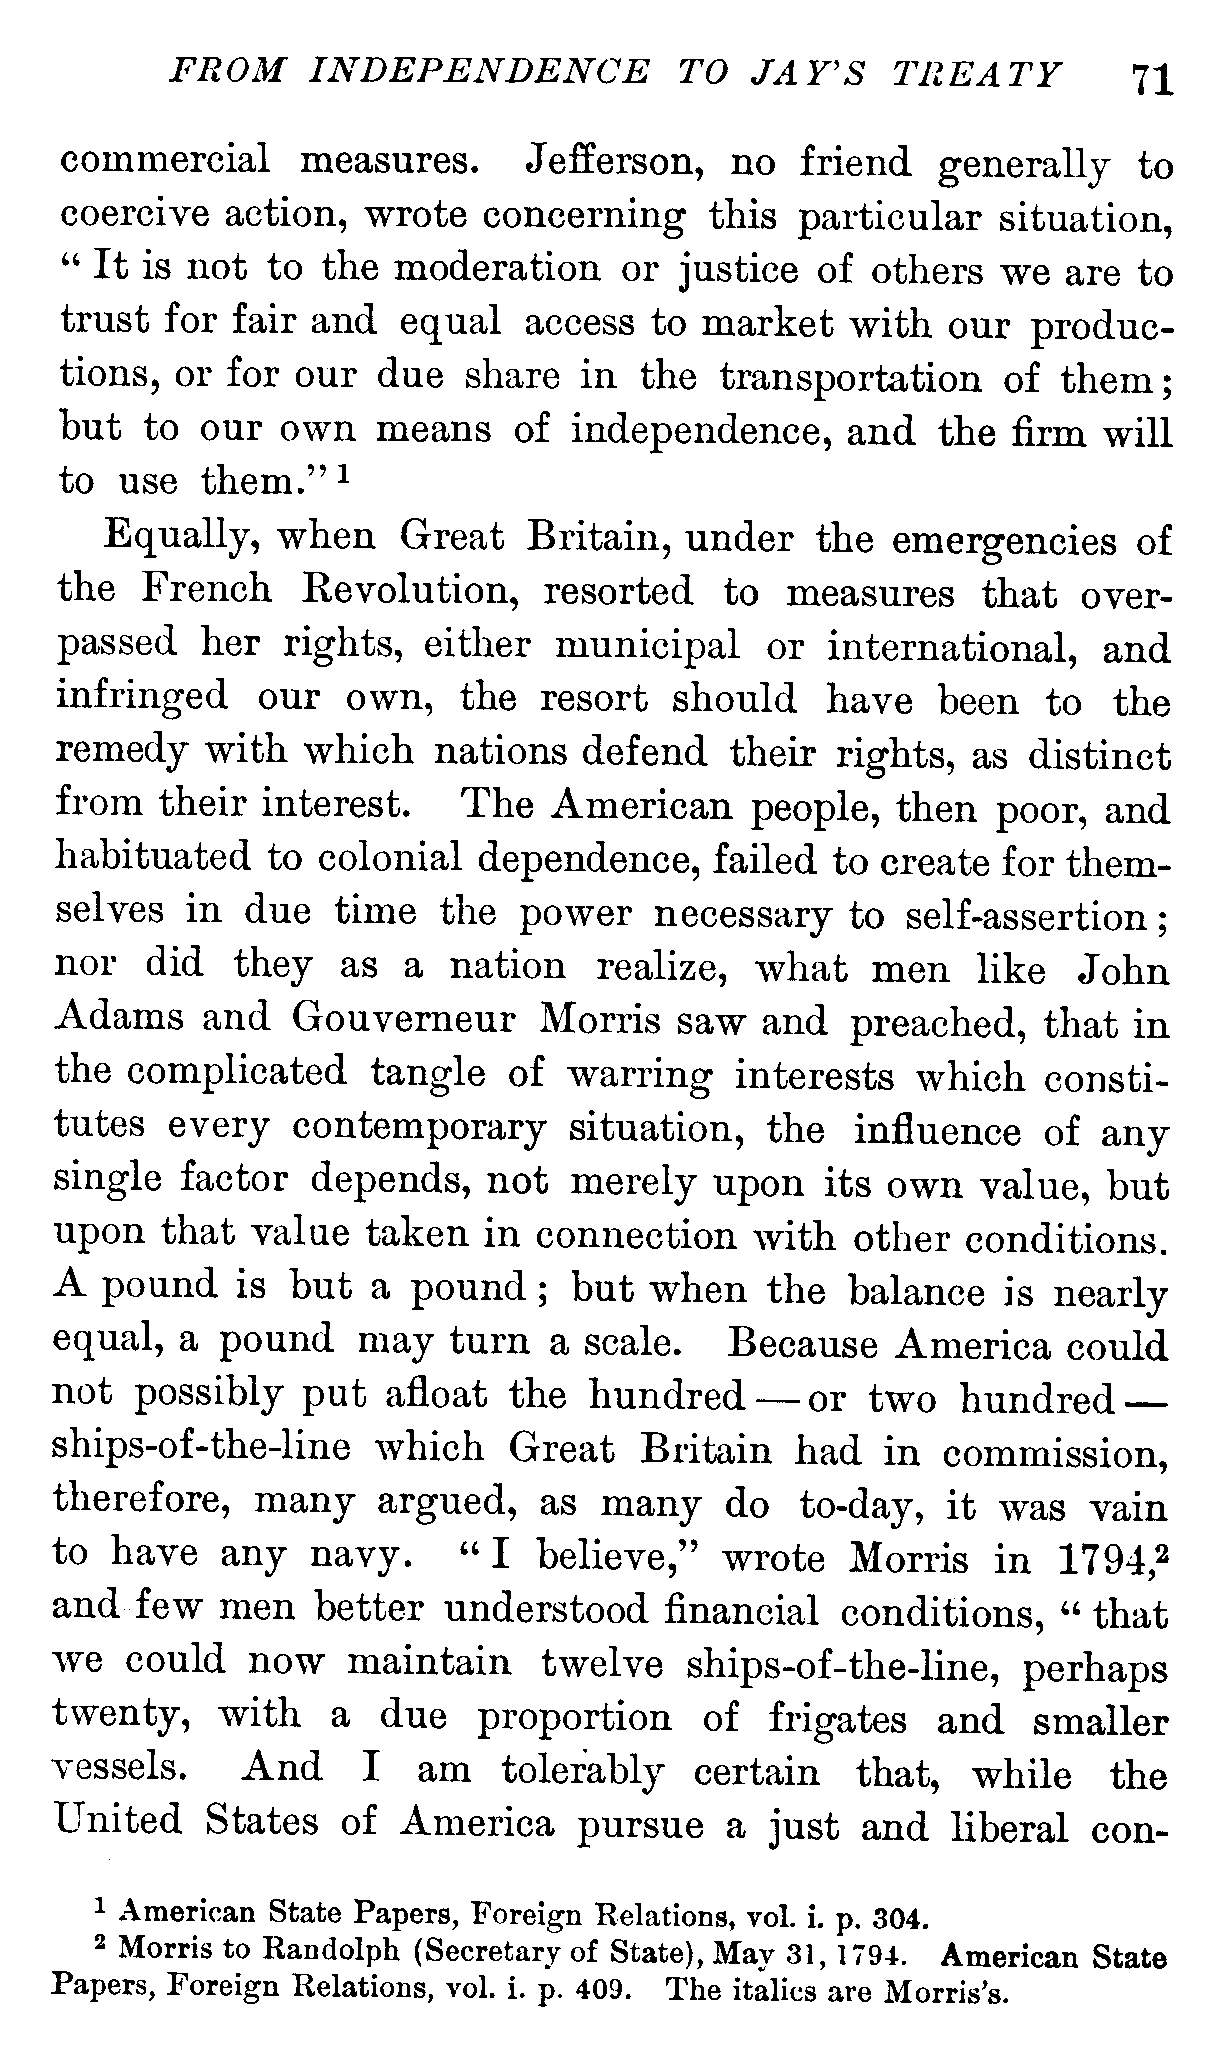 FROM INDEPENDENCE TO JAY'S TREATY 71
commercial measures. Jefferson, no friend generally to
coercive action, wrote concerning this particular situation,
“ It is not to the moderation or justice of others we are to
trust for fair and equal access to market with our produc-
tions, or for our due share in the transportation of them;
but to our own means of independence, and the firm will
to use them.” 1
Equally, when Great Britain, under the emergencies of
the French Revolution, resorted to measures that over-
passed her rights, either municipal or international, and
infringed our own, the resort should have been to the
remedy with which nations defend their rights, as distinct
from their interest. The American people, then poor, and
habituated to colonial dependence, failed to create for them-
selves in due time the power necessary to self-assertion;
nor did they as a nation realize, what men like John
Adams and Gouverneur Morris saw and preached, that in
the complicated tangle of warring interests which consti-
tutes every contemporary situation, the influence of any
single factor depends, not merely upon its own value, but
upon that value taken in connection with other conditions.
A pound is but a pound; but when the balance is nearly
equal, a pound may turn a scale. Because America could
not possibly put afloat the hundred — or two hundred —
ships-of-the-line which Great Britain had in commission,
therefore, many argued, as many do to-day, it was vain
to have any navy. “ I believe,” wrote Morris in 1794,2
and few men better understood financial conditions, “ that
we could now maintain twelve ships-of-the-line, perhaps
twenty, with a due proportion of frigates and smaller
vessels. And I am tolerably certain that, while the
United States of America pursue a just and liberal con-
1 American State Papers, Foreign Relations, vol. i. p. 304.
2 Morris to Randolph (Secretary of State), May 31, 1794. American State
Papers, Foreign Relations, vol. i. p. 409. The italics are Morris's.